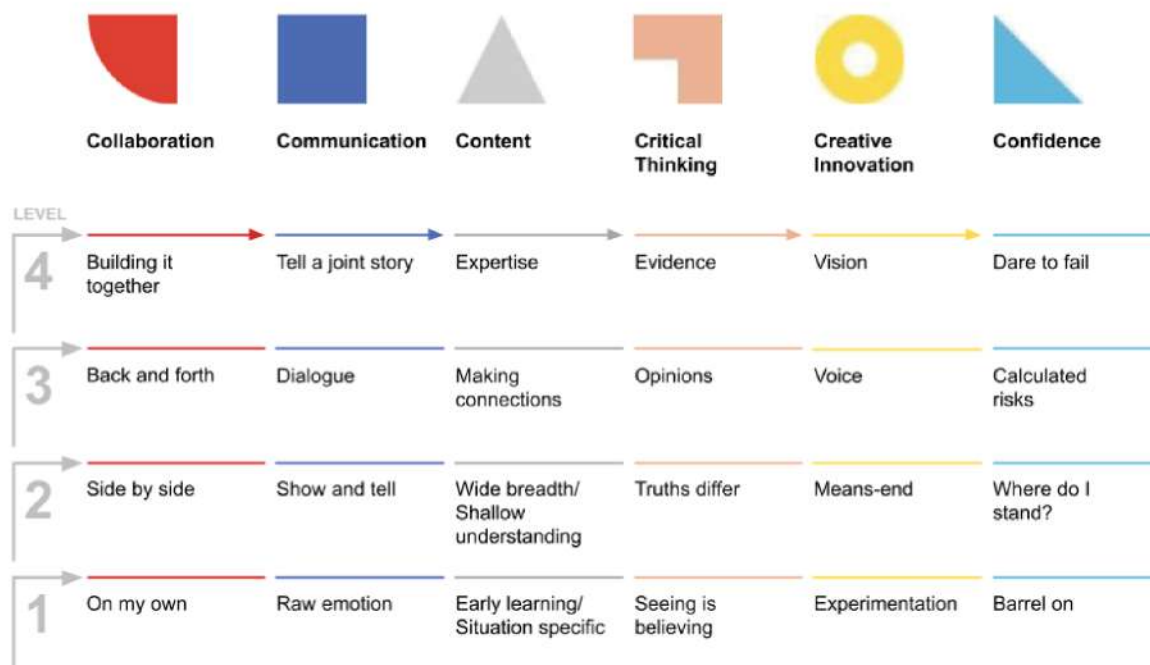 Collaboration
Communication
Content
Critical
Thinking
Creative
Innovation
Confidence
LEVEL
4
Building it
together
Tell a joint story
Expertise
Evidence
Vision
Dare to fail
3
Back and forth
Dialogue
Making
connections
Opinions
Voice
Calculated
risks
2
Side by side
Show and tell
Wide breadth/
Shallow
understanding
Truths differ
Means-end
Where do I
stand?
1
On my own
Raw emotion
Early learning/
Situation specific
Seeing is
believing
Experimentation
Barrel on